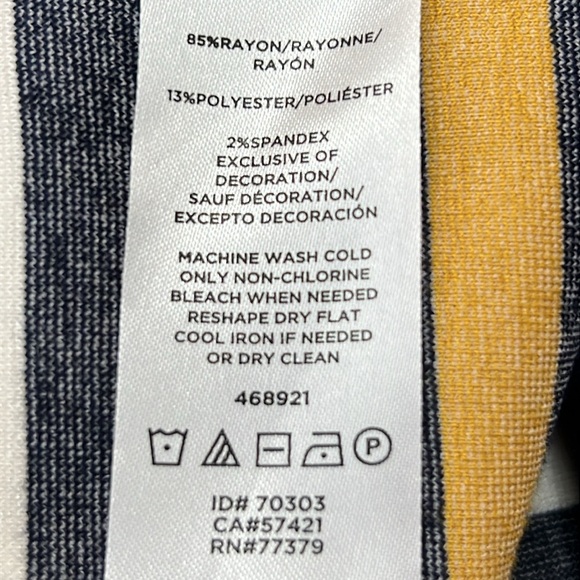 85%RAYON/RAYONNE/
RAYÓN
13%POLYESTER/POLIÉSTER
2%SPANDEX
EXCLUSIVE OF
DECORATION/
SAUF DÉCORATION/
EXCEPTO DECORACIÓN
MACHINE WASH COLD
ONLY NON-CHLORINE
BLEACH WHEN NEEDED
RESHAPE DRY FLAT
COOL IRON IF NEEDED
OR DRY CLEAN
468921
P
ID# 70303
CA#57421
RN#77379